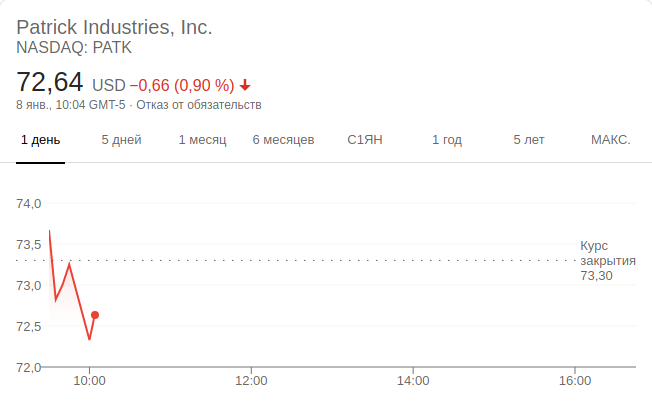 Patrick Industries, Inc.
NASDAQ: PATK
72,64 USD −0,66 (0,90 %)
8 янв., 10:04 GMT-5 · Отказ от обязательств
1 день 5 дней 1 месяц 6 месяцев С1ЯН 1 год 5 лет МАКС.
74,0
73,5
Курс
закрытия
73,30
73,0
72,5
72,0
10:00 12:00 14:00 16:00